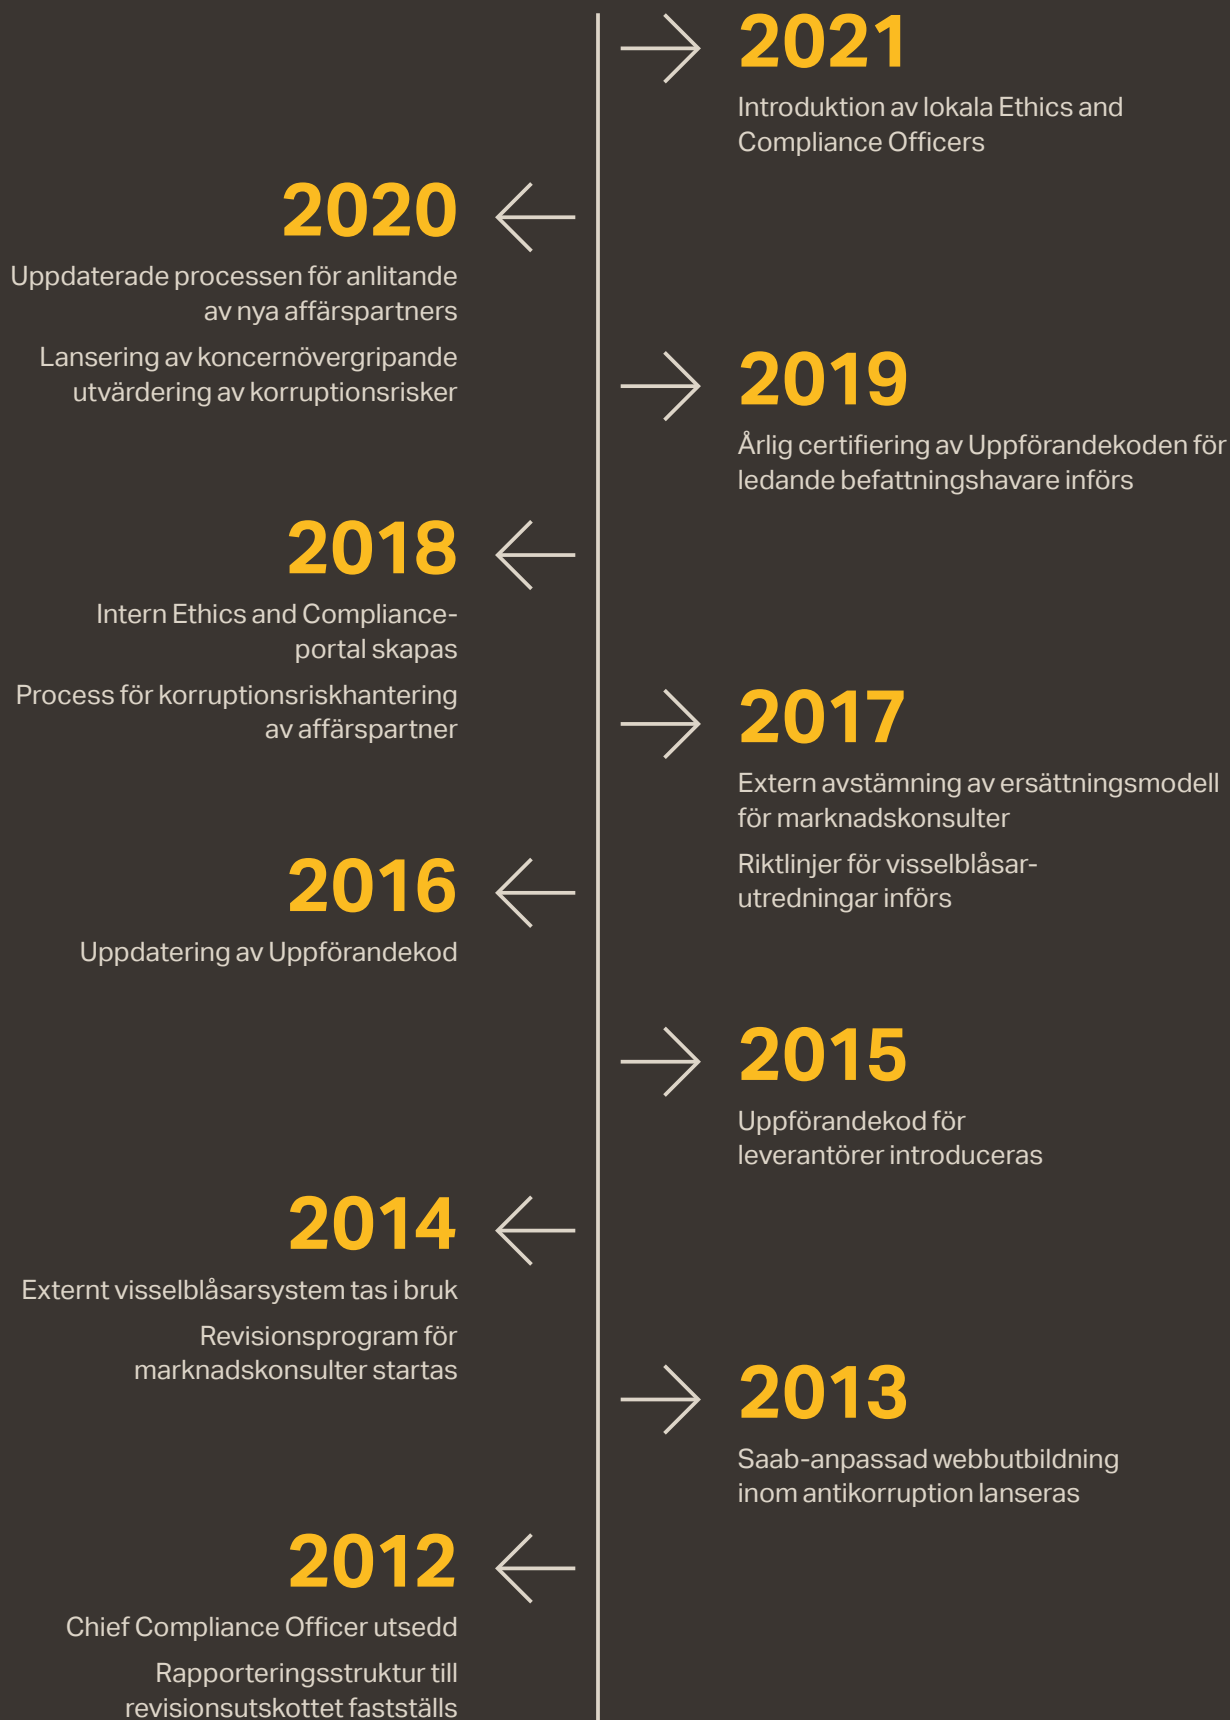 2021
Introduktion av lokala Ethics and
Compliance Officers
2020
Uppdaterade processen för anlitande
av nya affärspartners
Lansering av koncernövergripande
utvärdering av korruptionsrisker
2019
Årlig certifiering av Uppförandekoden för
ledande befattningshavare införs
2018
Intern Ethics and Compliance-
portal skapas
Process för korruptionsriskhantering
av affärspartner
2017
Extern avstämning av ersättningsmodell
för marknadskonsulter
Riktlinjer för visselblåsar-
utredningar införs
2016
Uppdatering av Uppförandekod
2015
Uppförandekod för
leverantörer introduceras
2014
Externt visselblåsarsystem tas i bruk
Revisionsprogram för
marknadskonsulter startas
2013
Saab-anpassad webbutbildning
inom antikorruption lanseras
2012
Chief Compliance Officer utsedd
Rapporteringsstruktur till
revisionsutskottet fastställs